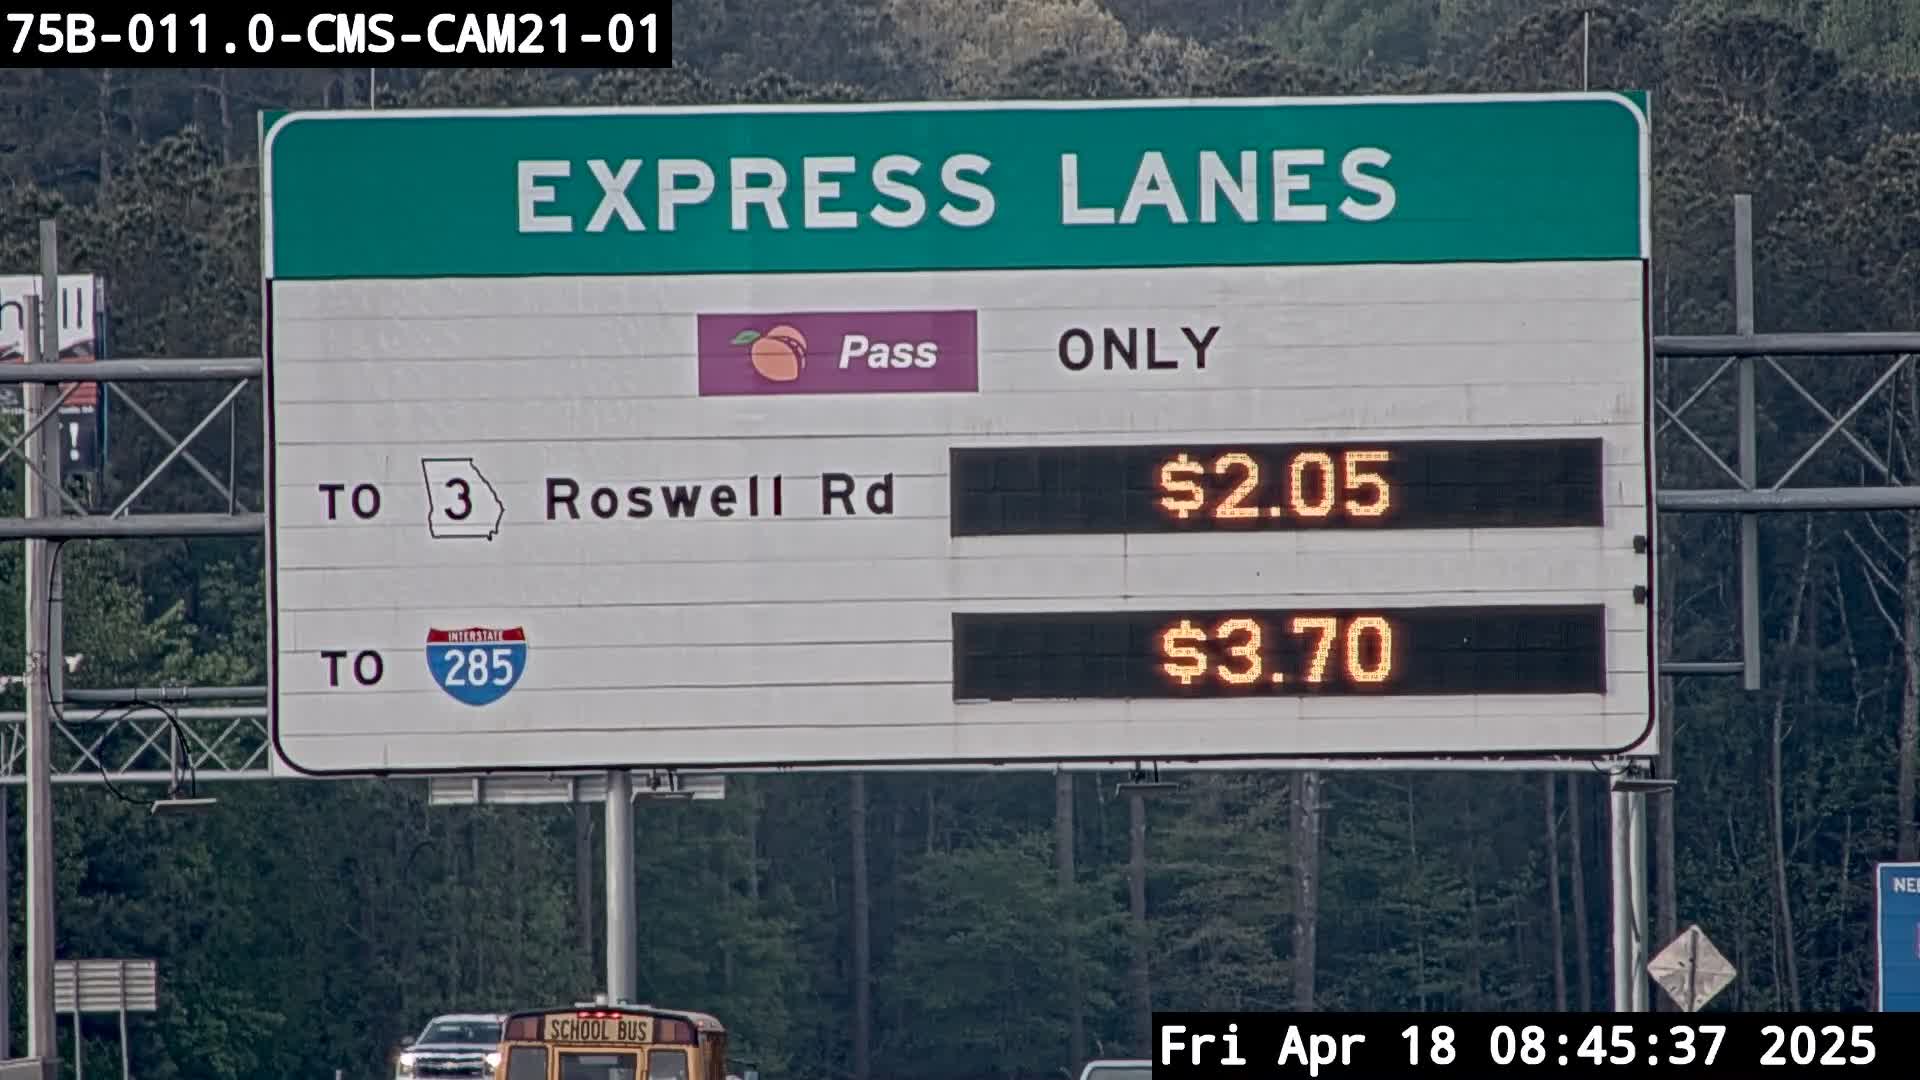 75B-011.0-CMS-CAM21-01
EXPRESS LANES
Pass ONLY
TO 3 Roswell Rd $2.05
INTERSTATE
TO 285 $3.70
SCHOOL BUS
Fri Apr 18 08:45:37 2025